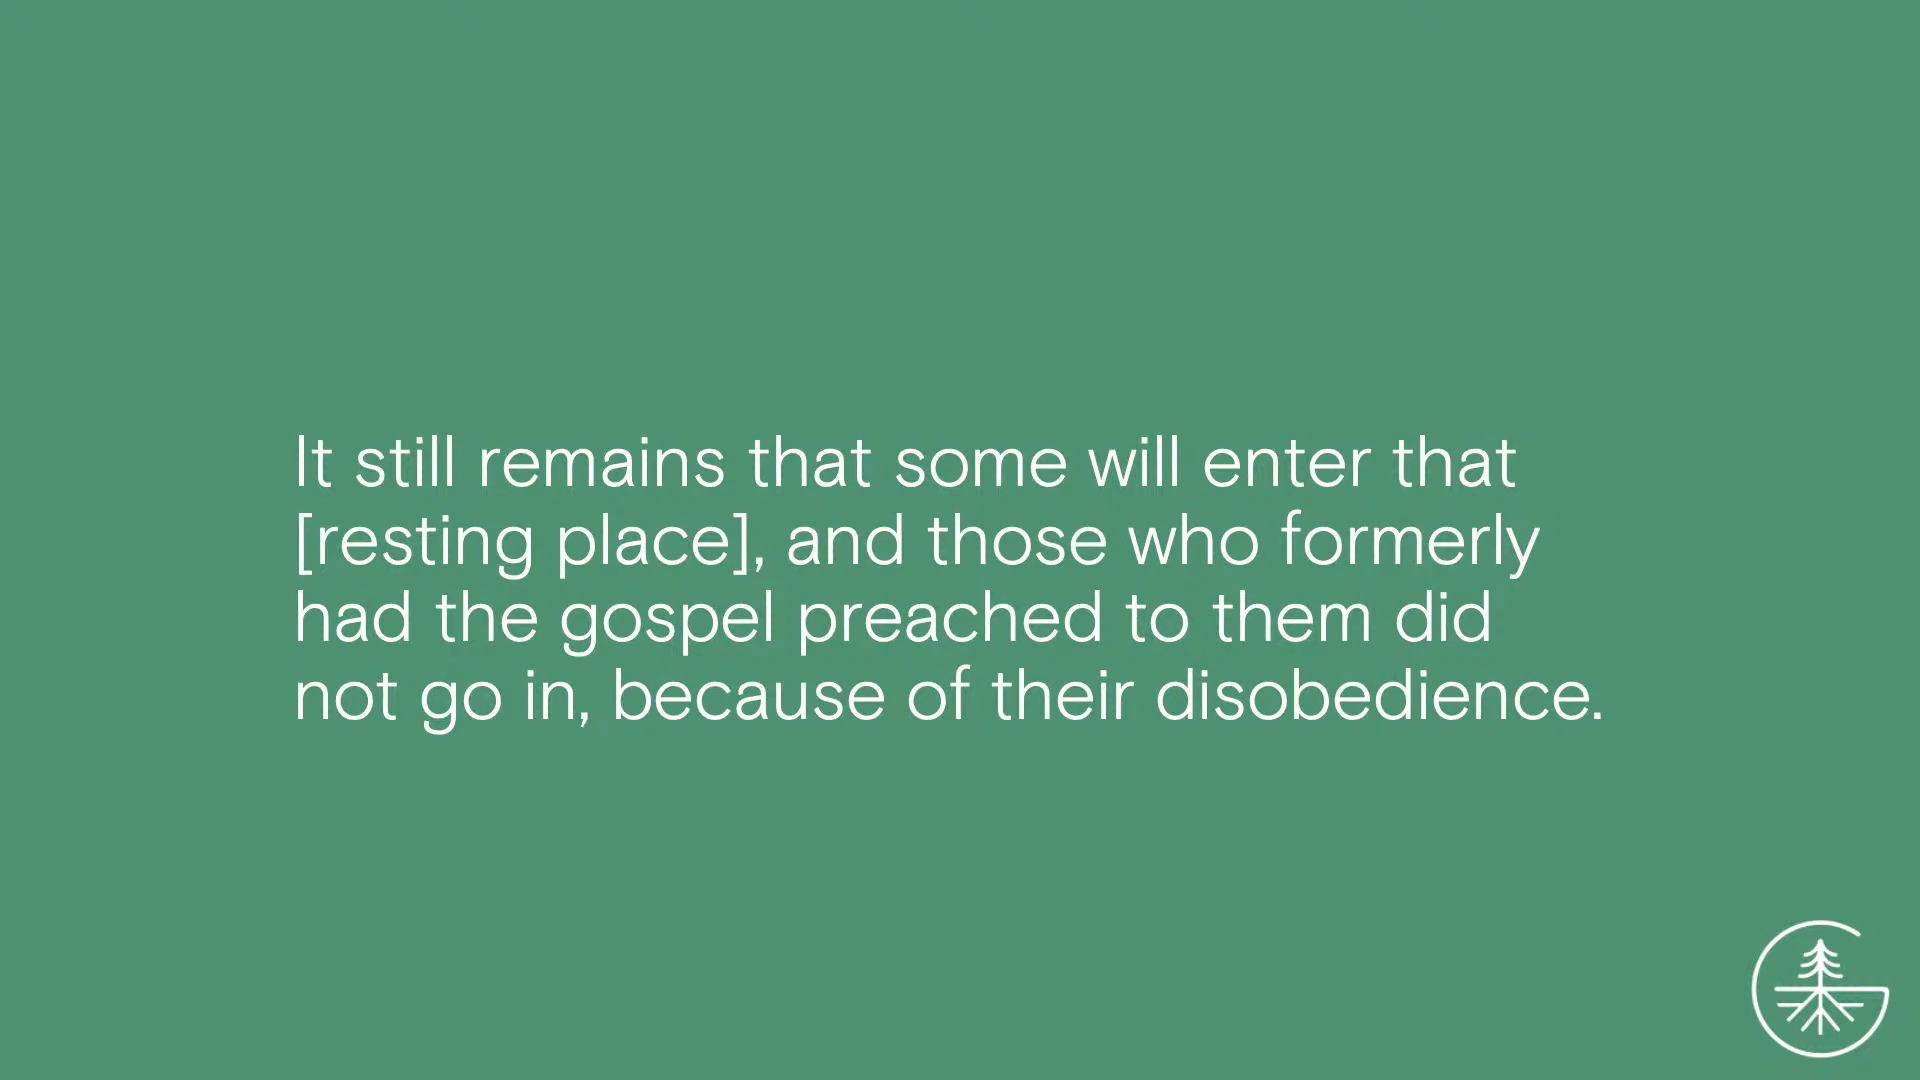 It still remains that some will enter that
[resting place], and those who formerly
had the gospel preached to them did
not go in, because of their disobedience.